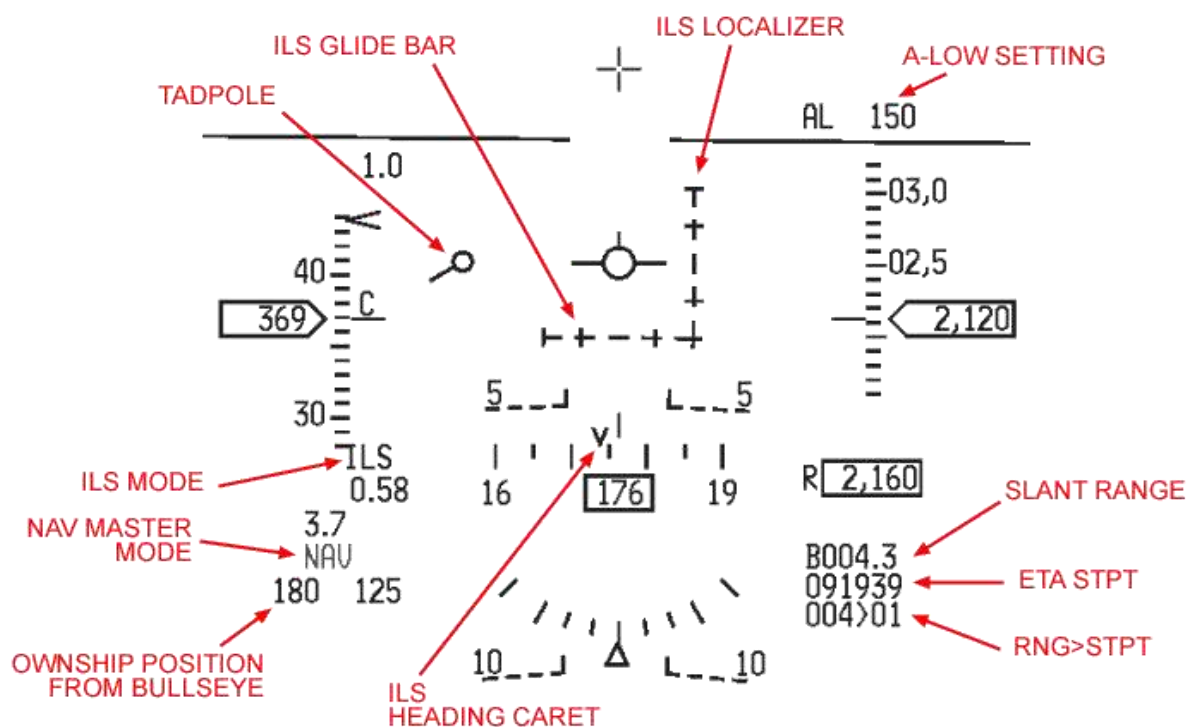 ILS LOCALIZER
ILS GLIDE BAR
A-LOW SETTING
TADPOLE
AL 150
1.0
03,0
02,5
40
C
369
2,120
5 5
30
ILS
ILS MODE
0.58
16 176 19
R 2,160
SLANT RANGE
3.7
NAV MASTER
MODE
NAV
B004.3
091939
ETA STPT
180 125
004>01
RNG>STPT
OWNSHIP POSITION
FROM BULLSEYE
10 10
ILS
HEADING CARET